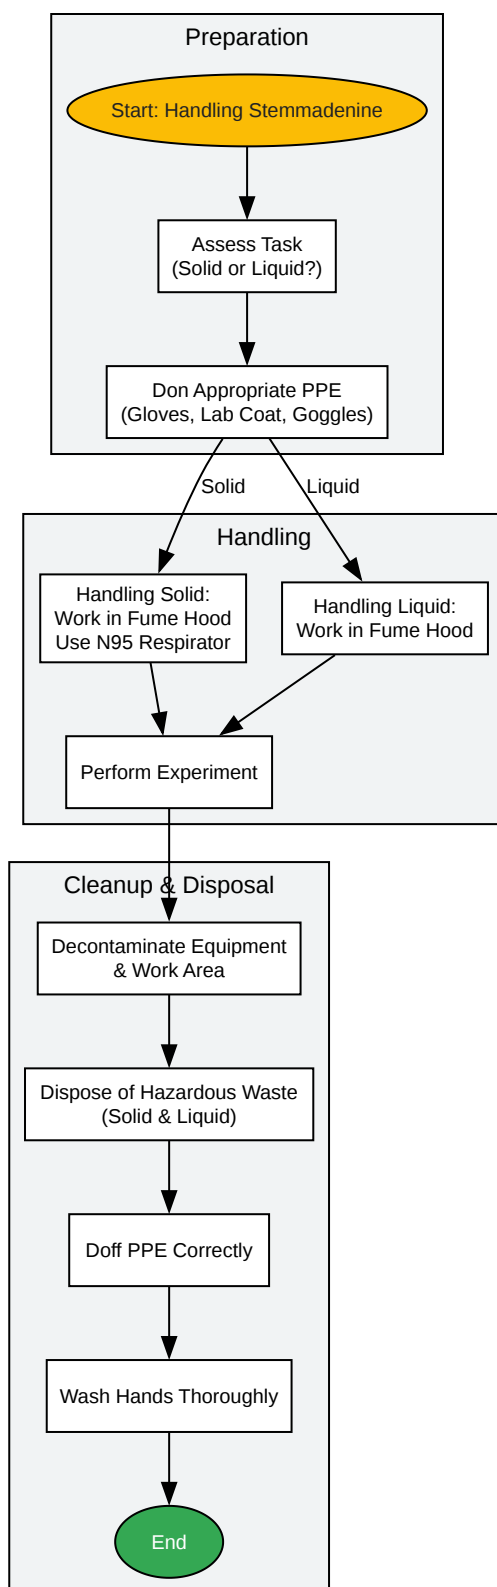 Preparation
Start: Handling Stemmadenine
Assess Task
(Solid or Liquid?)
Don Appropriate PPE
(Gloves, Lab Coat, Goggles)
Solid
Liquid
Handling
Handling Solid:
Work in Fume Hood
Use N95 Respirator
Handling Liquid:
Work in Fume Hood
Perform Experiment
Cleanup & Disposal
Decontaminate Equipment
& Work Area
Dispose of Hazardous Waste
(Solid & Liquid)
Doff PPE Correctly
Wash Hands Thoroughly
End